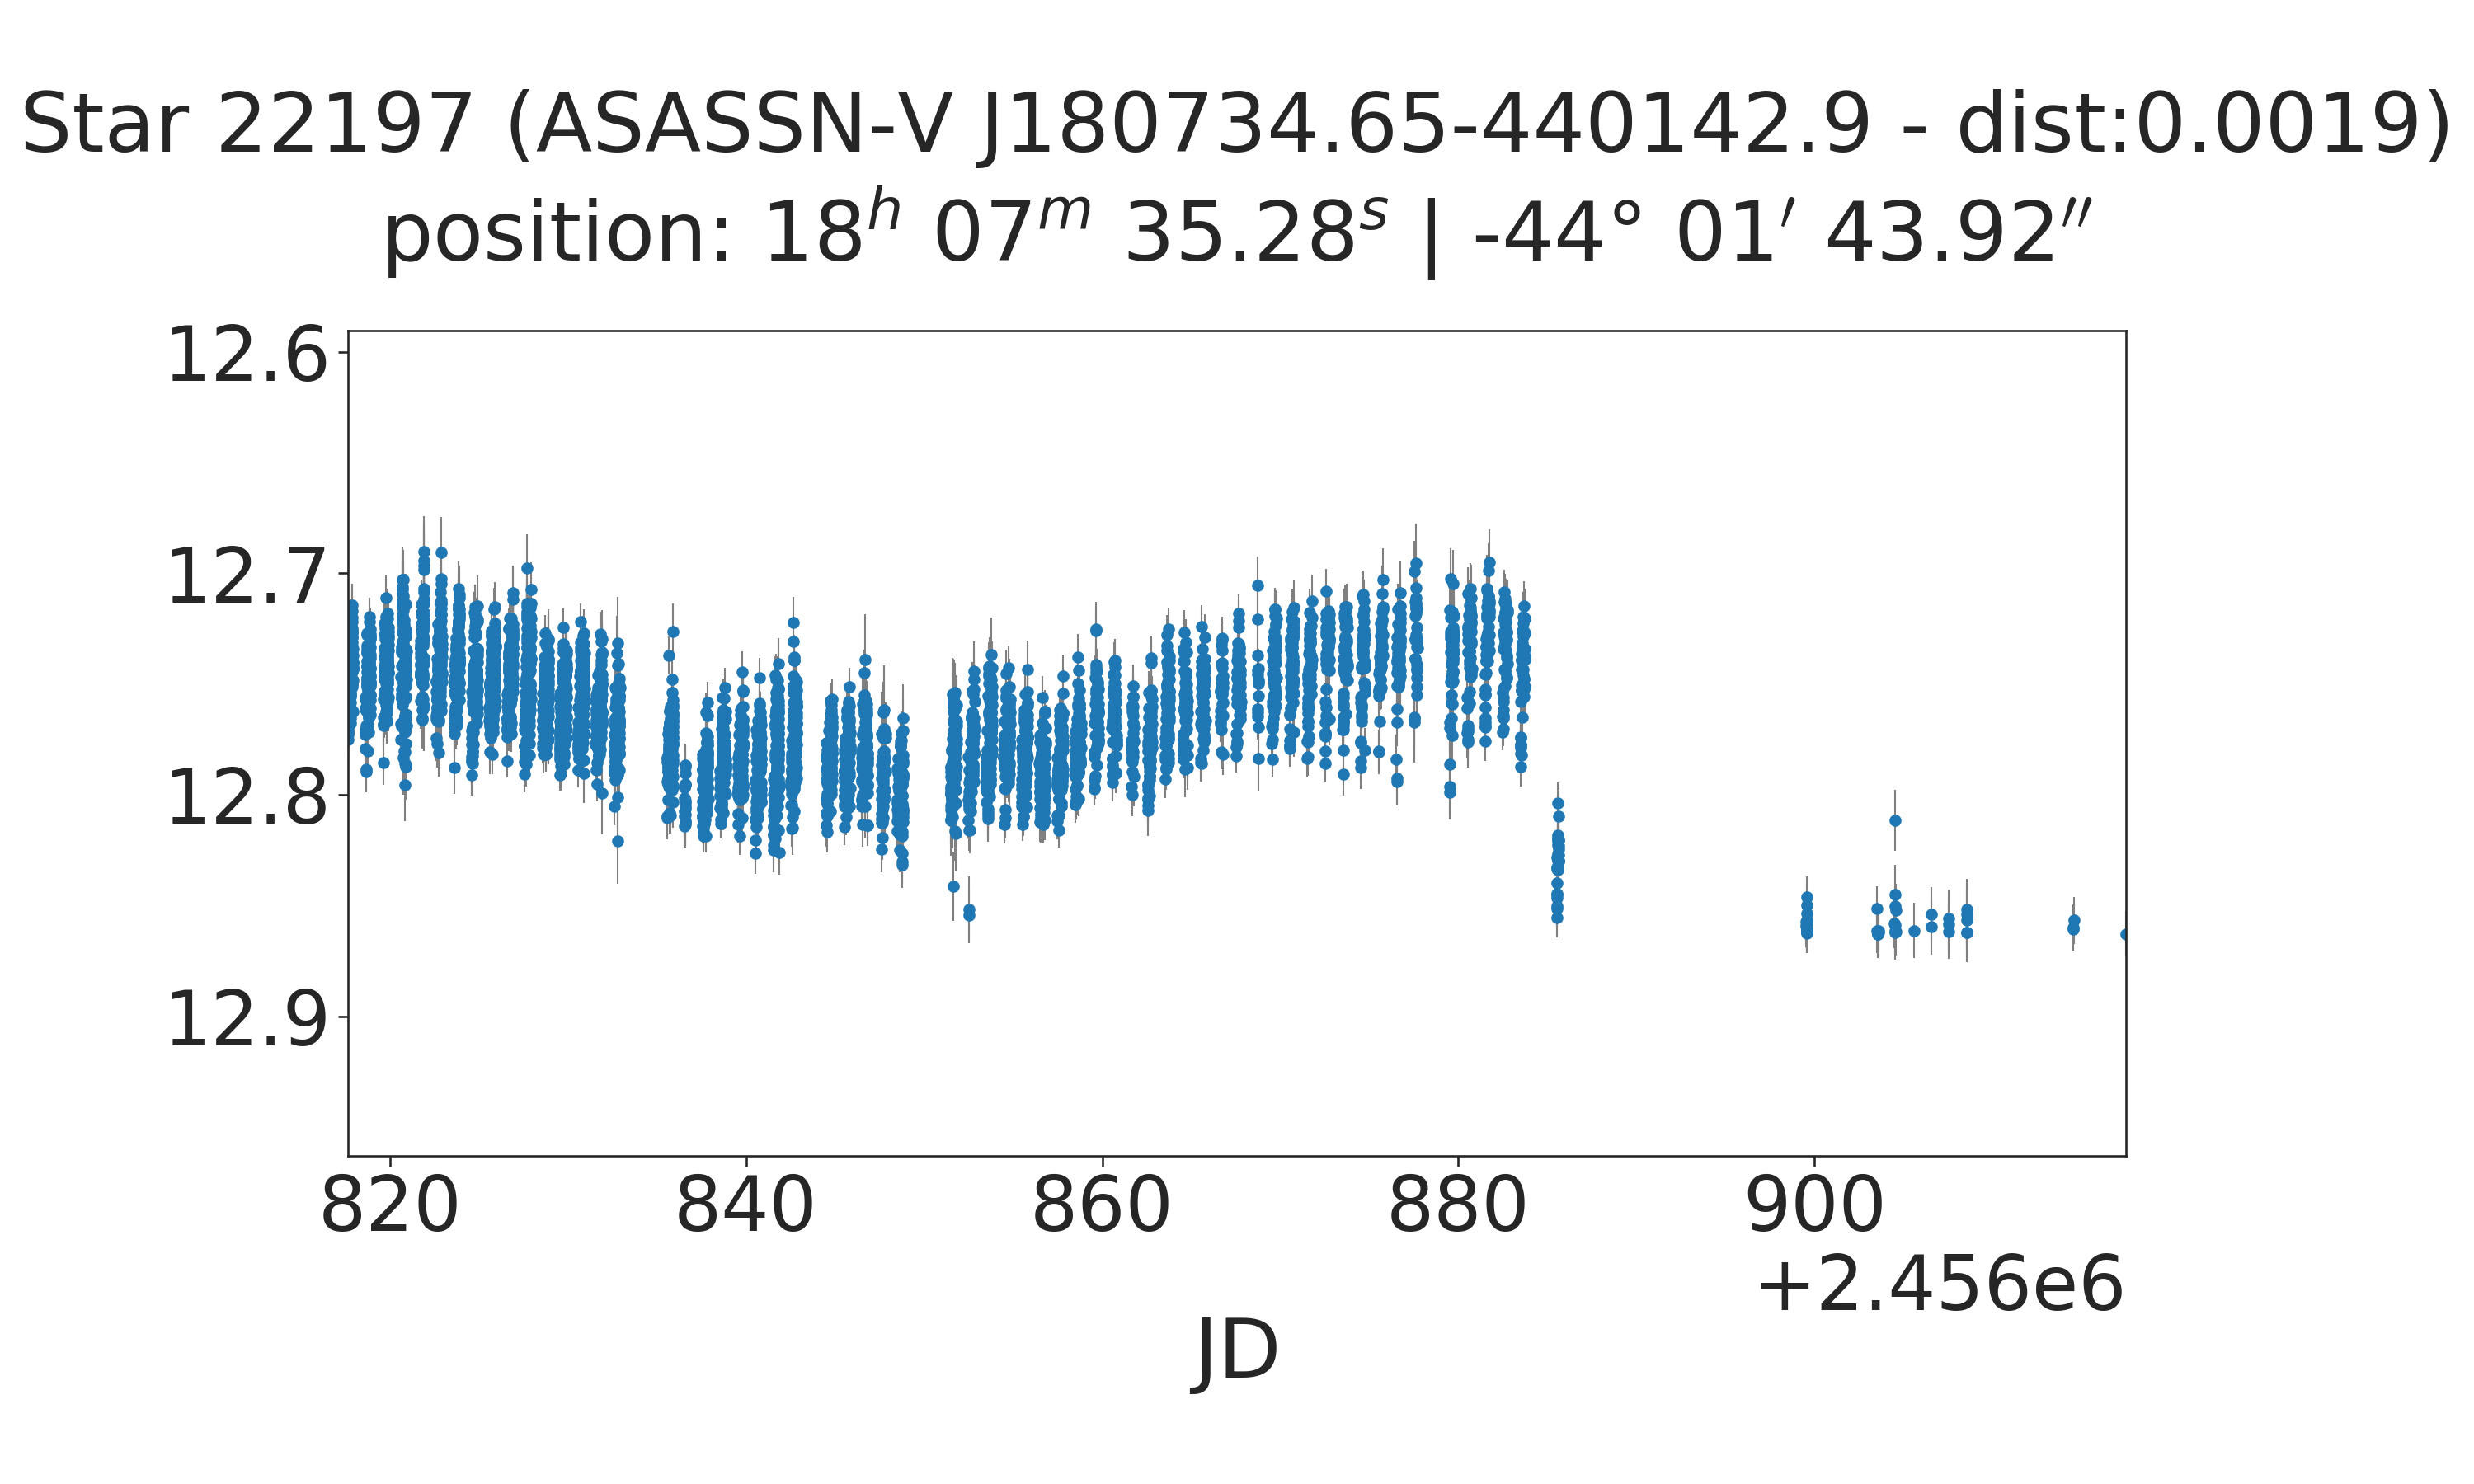 Star 22197 (ASASSN-V J180734.65-440142.9 - dist:0.0019)
position: 18h 07m 35.28s | -44° 01′ 43.92′′
12.6
12.7
12.8
12.9
820 840 860 880 900
+2.456e6
JD